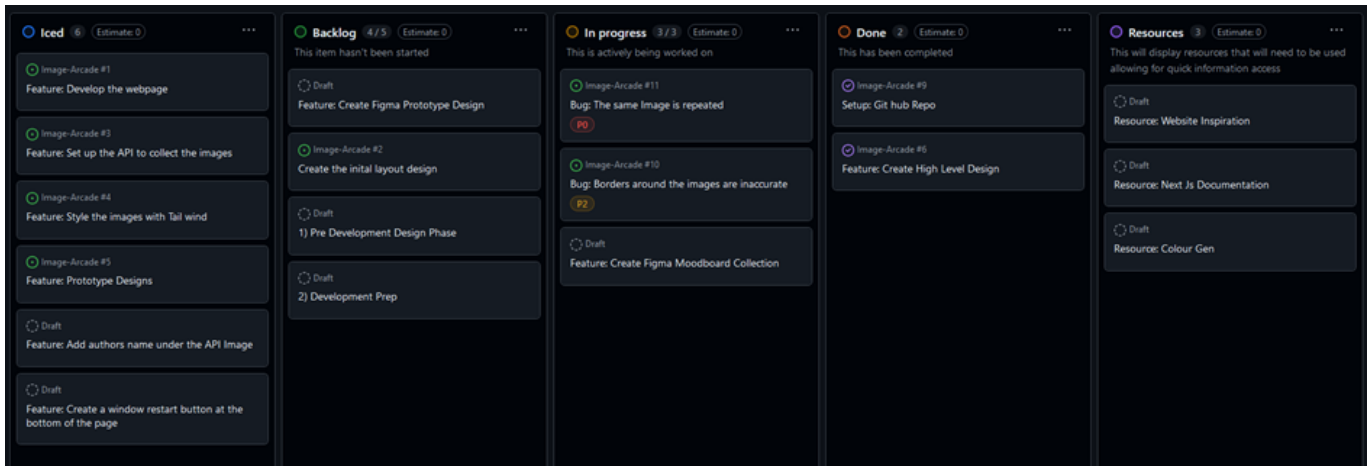 Iced 6 Estimate: 0 ...
Image-Arcade #1
Feature: Develop the webpage
Image-Arcade #3
Feature: Set up the API to collect the images
Image-Arcade #4
Feature: Style the images with Tail wind
Image-Arcade #5
Feature: Prototype Designs
Draft
Feature: Add authors name under the API Image
Draft
Feature: Create a window restart button at the
bottom of the page
Backlog 4 / 5 Estimate: 0 ...
This item hasn't been started
Draft
Feature: Create Figma Prototype Design
Image-Arcade #2
Create the inital layout design
Draft
1) Pre Development Design Phase
Draft
2) Development Prep
In progress 3 / 3 Estimate: 0 ...
This is actively being worked on
Image-Arcade #11
Bug: The same Image is repeated
P0
Image-Arcade #10
Bug: Borders around the images are inaccurate
P2
Draft
Feature: Create Figma Moodboard Collection
Done 2 Estimate: 0 ...
This has been completed
Image-Arcade #9
Setup: Git hub Repo
Image-Arcade #6
Feature: Create High Level Design
Resources 3 Estimate: 0 ...
This will display resources that will need to be used
allowing for quick information access
Draft
Resource: Website Inspiration
Draft
Resource: Next Js Documentation
Draft
Resource: Colour Gen